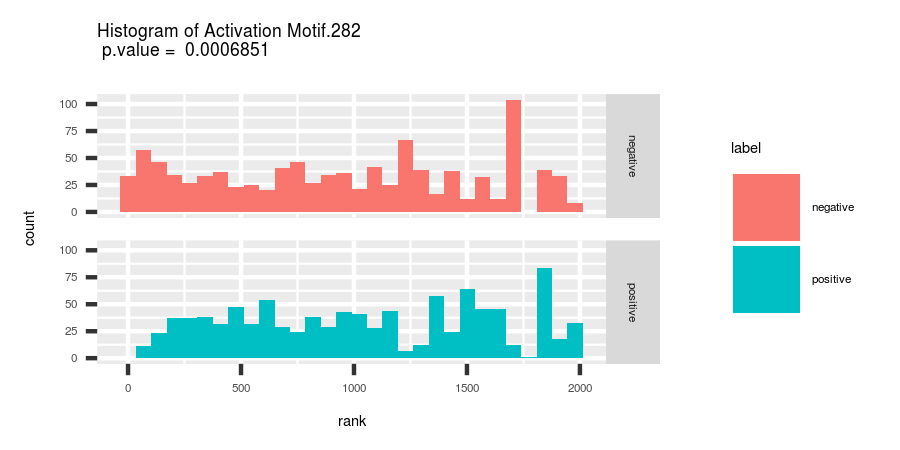 Histogram of Activation Motif.282
p.value = 0.0006851
count
100
75
50
25
0
negative
100
75
50
25
0
positive
0 500 1000 1500 2000
rank
label
negative
positive